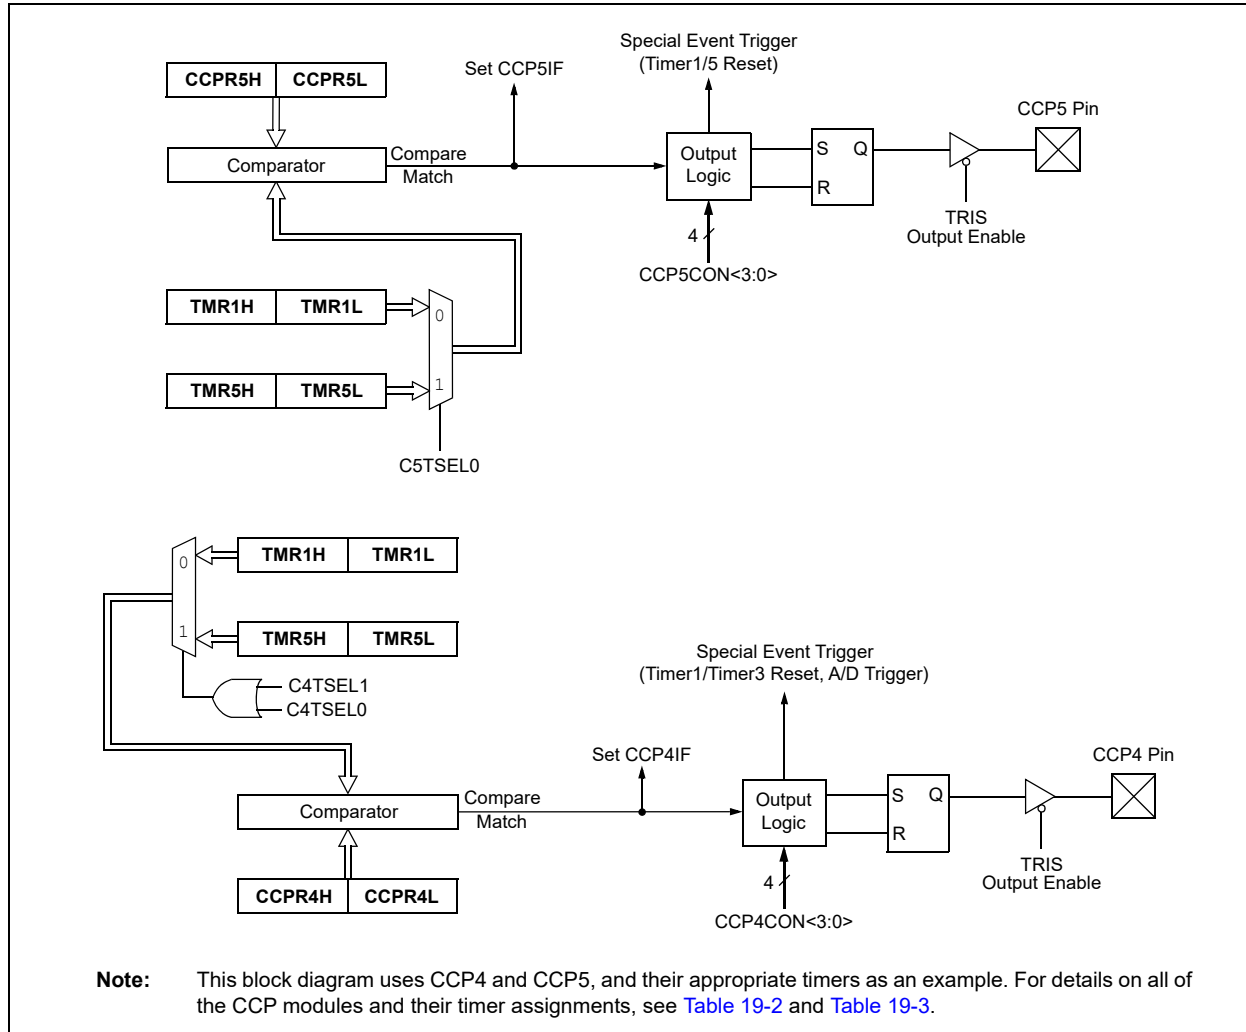 Special Event Trigger
(Timer1/5 Reset)
Set CCP5IF
CCPR5H CCPR5L
CCP5 Pin
Comparator
Compare
Match
Output
Logic
S Q
R
TRIS
Output Enable
4
CCP5CON<3:0>
TMR1H TMR1L
0
TMR5H TMR5L
1
C5TSEL0
0
TMR1H TMR1L
1
TMR5H TMR5L
C4TSEL1
C4TSEL0
Special Event Trigger
(Timer1/Timer3 Reset, A/D Trigger)
Set CCP4IF
CCP4 Pin
Comparator
Compare
Match
Output
Logic
S Q
R
TRIS
Output Enable
4
CCP4CON<3:0>
CCPR4H CCPR4L
Note: This block diagram uses CCP4 and CCP5, and their appropriate timers as an example. For details on all of
the CCP modules and their timer assignments, see Table 19-2 and Table 19-3.